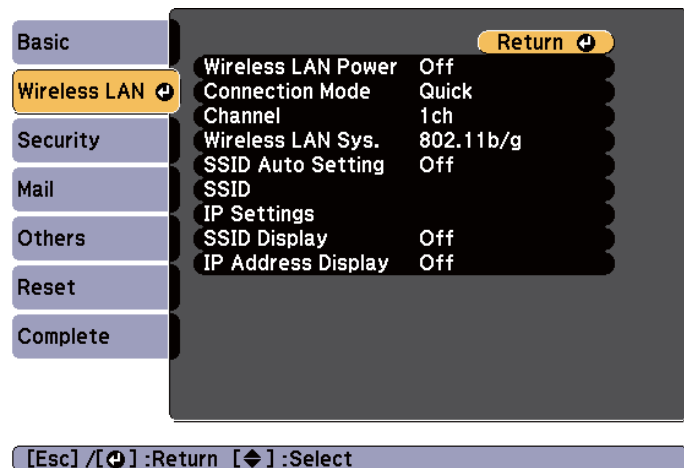 Basic
Wireless LAN
Security
Mail
Others
Reset
Complete
Return
Wireless LAN Power Off
Connection Mode Quick
Channel 1ch
Wireless LAN Sys. 802.11b/g
SSID Auto Setting Off
SSID
IP Settings
SSID Display Off
IP Address Display Off
[Esc] /[ ] :Return [ ] :Select